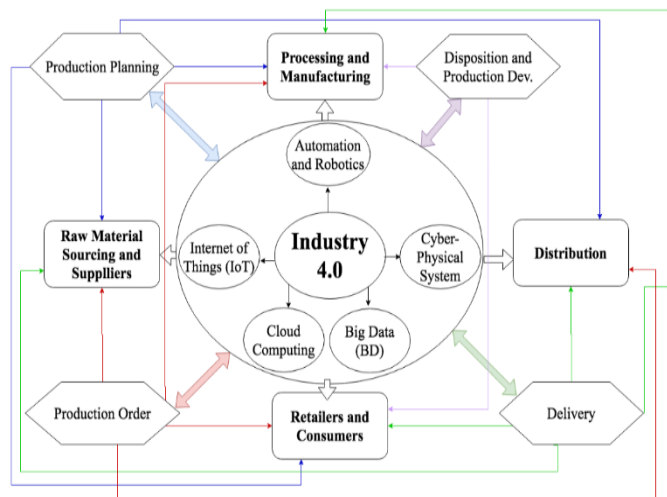 Production Planning
Processing and
Manufacturing
Disposition and
Production Dev.
Automation
and Robotics
Raw Material
Sourcing and
Supplliers
Internet of
Things (IoT)
Industry
4.0
Cyber-
Physical
System
Distribution
Cloud
Computing
Big Data
(BD)
Production Order
Retailers and
Consumers
Delivery